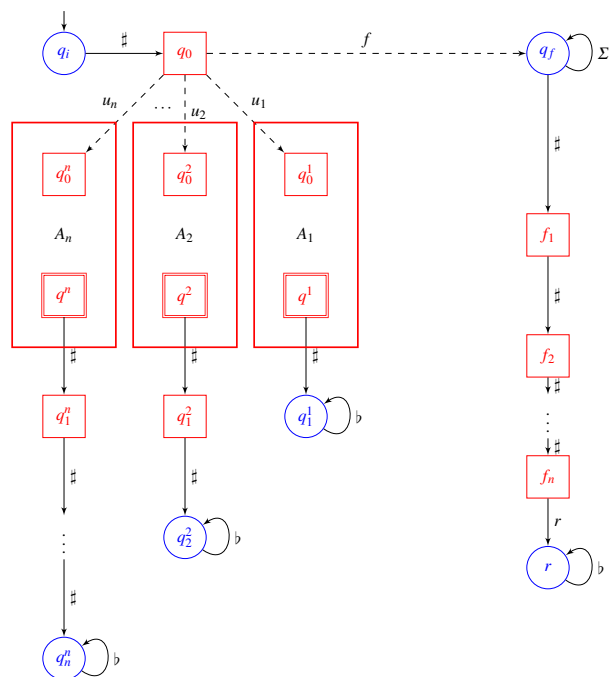 q_i ♯ q_0 f q_f Σ
u_n … u_2 u_1
♯
q_0^n q_0^2 q_0^1
A_n A_2 A_1 f_1
♯
q^n q^2 q^1
♯ ♯ ♯ f_2
♯
q_1^n q_1^2 q_1^1 ♭ ⋮
♯
♯ ♯ f_n
r
⋮ q_2^2 ♭ r ♭
♯
q_n^n ♭